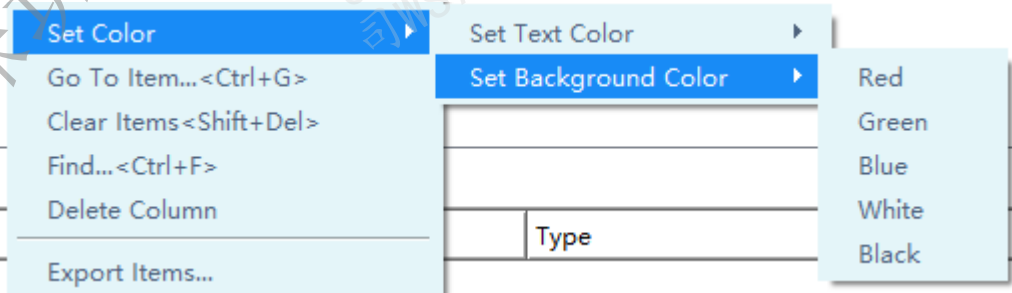 Set Color
Go To Item...<Ctrl+G>
Clear Items<Shift+Del>
Find...<Ctrl+F>
Delete Column
Export Items...
Set Text Color
Set Background Color
Red
Green
Blue
White
Black
Type